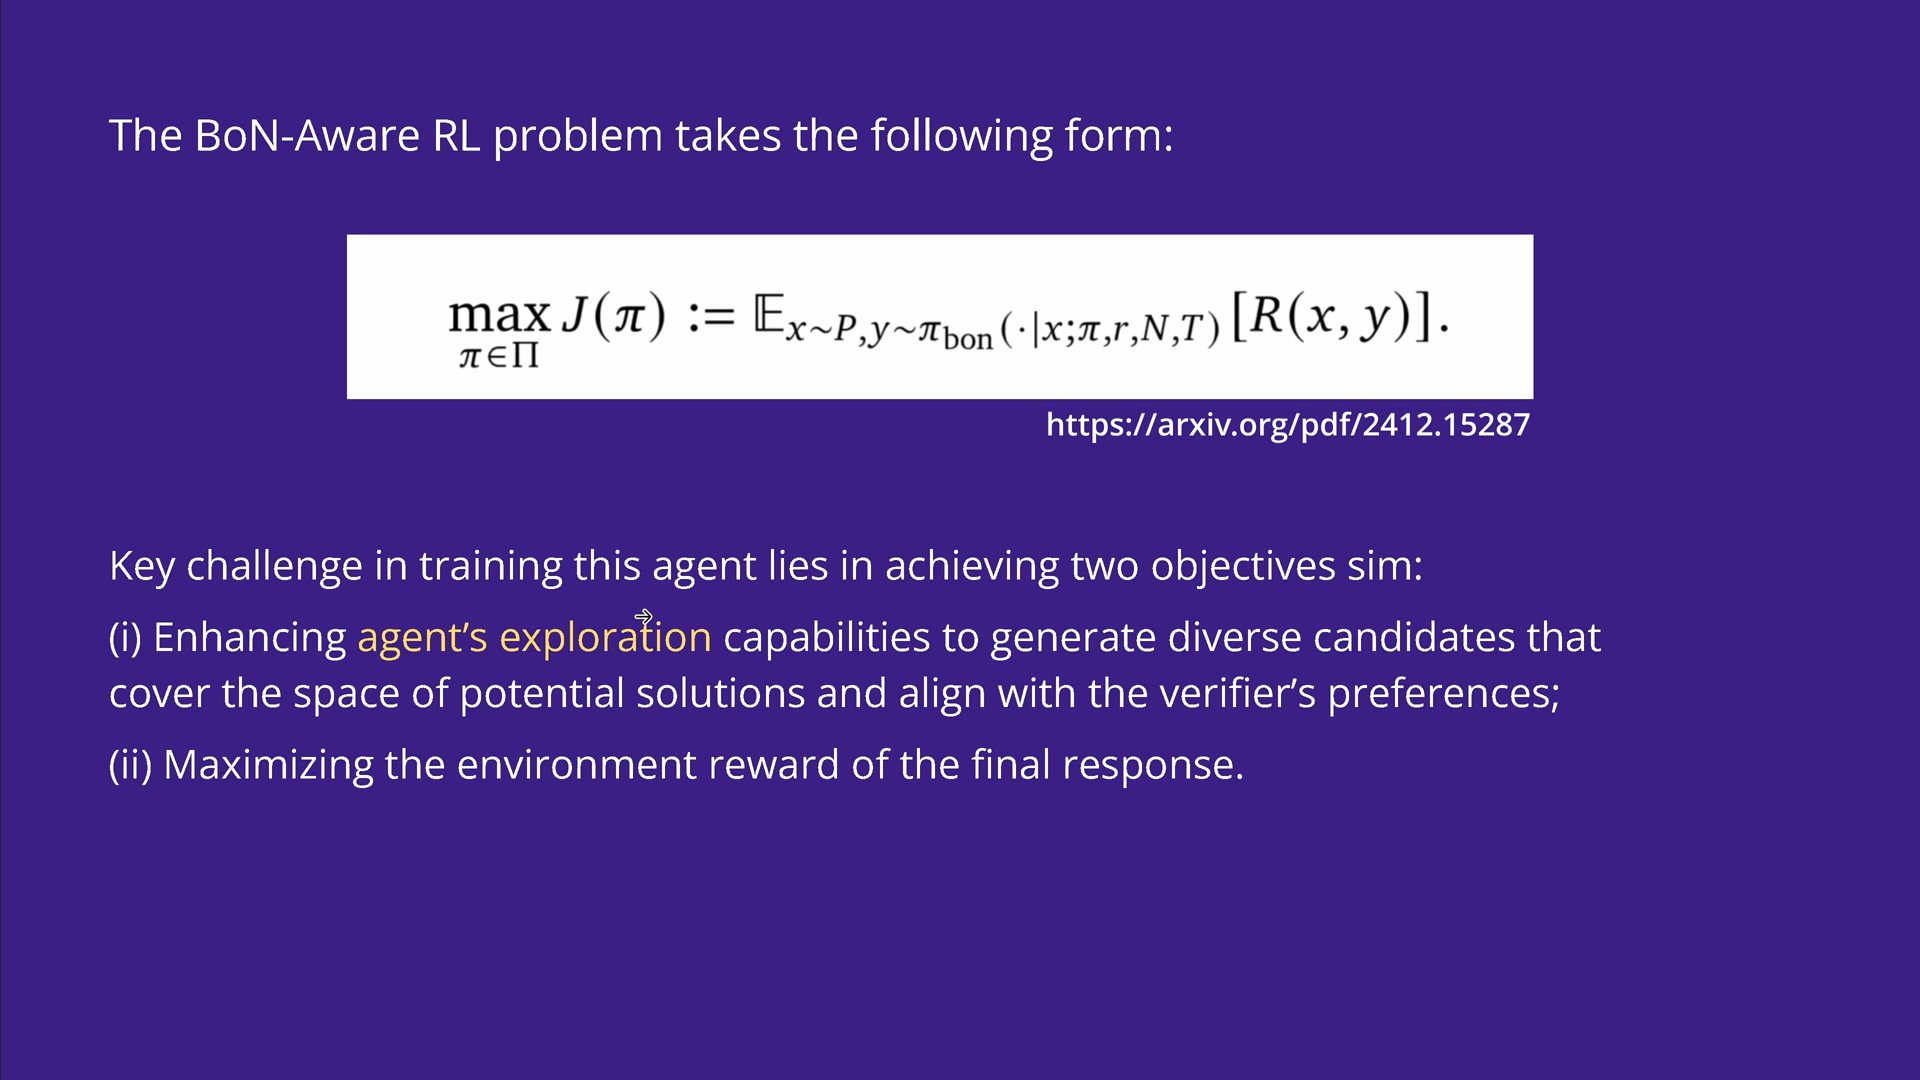 The BoN-Aware RL problem takes the following form:
max J(π) := 𝔼x∼P,y∼πbon(·|x;π,r,N,T) [R(x, y)].
π∈Π
https://arxiv.org/pdf/2412.15287
Key challenge in training this agent lies in achieving two objectives sim:
(i) Enhancing agent’s exploration capabilities to generate diverse candidates that
cover the space of potential solutions and align with the verifier’s preferences;
(ii) Maximizing the environment reward of the final response.